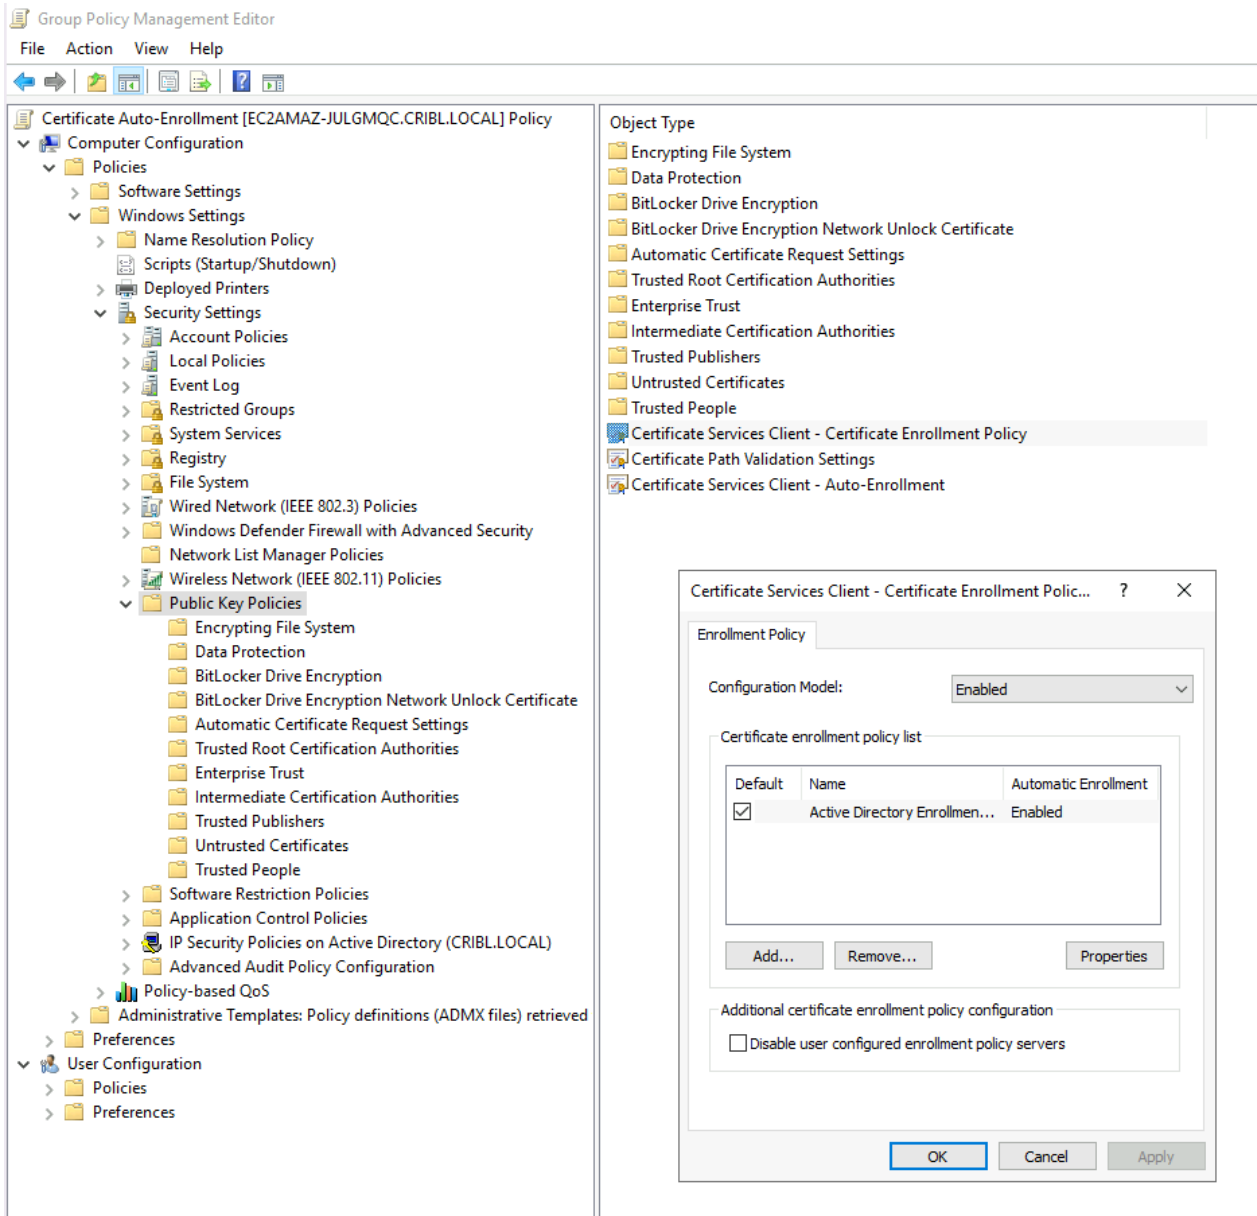 Group Policy Management Editor
File Action View Help
Certificate Auto-Enrollment [EC2AMAZ-JULGMQC.CRIBL.LOCAL] Policy
Computer Configuration
Policies
Software Settings
Windows Settings
Name Resolution Policy
Scripts (Startup/Shutdown)
Deployed Printers
Security Settings
Account Policies
Local Policies
Event Log
Restricted Groups
System Services
Registry
File System
Wired Network (IEEE 802.3) Policies
Windows Defender Firewall with Advanced Security
Network List Manager Policies
Wireless Network (IEEE 802.11) Policies
Public Key Policies
Encrypting File System
Data Protection
BitLocker Drive Encryption
BitLocker Drive Encryption Network Unlock Certificate
Automatic Certificate Request Settings
Trusted Root Certification Authorities
Enterprise Trust
Intermediate Certification Authorities
Trusted Publishers
Untrusted Certificates
Trusted People
Software Restriction Policies
Application Control Policies
IP Security Policies on Active Directory (CRIBL.LOCAL)
Advanced Audit Policy Configuration
Policy-based QoS
Administrative Templates: Policy definitions (ADMX files) retrieved
Preferences
User Configuration
Policies
Preferences
Object Type
Encrypting File System
Data Protection
BitLocker Drive Encryption
BitLocker Drive Encryption Network Unlock Certificate
Automatic Certificate Request Settings
Trusted Root Certification Authorities
Enterprise Trust
Intermediate Certification Authorities
Trusted Publishers
Untrusted Certificates
Trusted People
Certificate Services Client - Certificate Enrollment Policy
Certificate Path Validation Settings
Certificate Services Client - Auto-Enrollment
Certificate Services Client - Certificate Enrollment Polic... ?
Enrollment Policy
Configuration Model: Enabled
Certificate enrollment policy list
Default Name Automatic Enrollment
Active Directory Enrollmen... Enabled
Add... Remove... Properties
Additional certificate enrollment policy configuration
Disable user configured enrollment policy servers
OK Cancel Apply